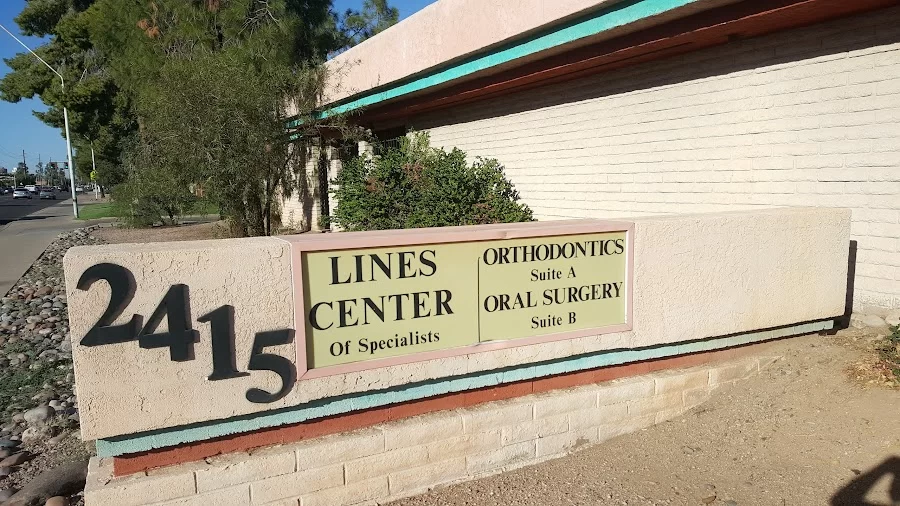 2415
LINES
CENTER
Of Specialists
ORTHODONTICS
Suite A
ORAL SURGERY
Suite B